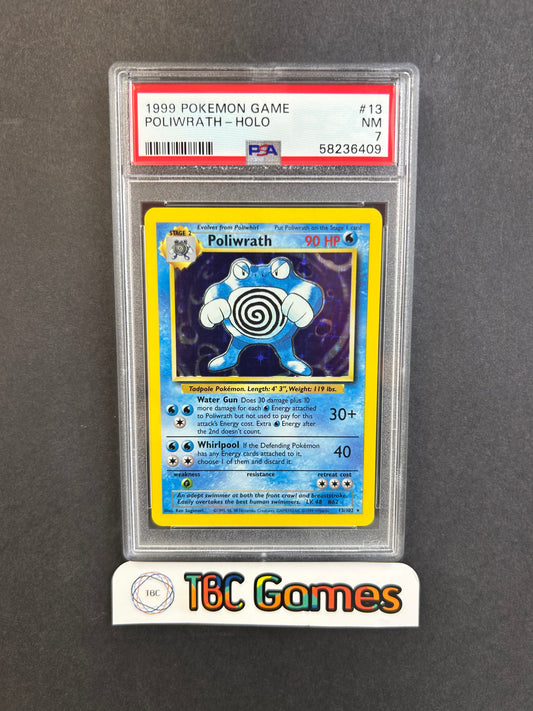 1999 POKEMON GAME #13
POLIWRATH - HOLO NM
PSA 7
58236409
Evolves from Poliwhirl Put Poliwrath on the Stage 1 card
STAGE 2
Poliwrath 90 HP
Tadpole Pokémon. Length: 4' 3", Weight: 119 lbs.
Water Gun Does 30 damage plus 10
more damage for each Energy attached
to Poliwrath but not used to pay for this
attack's Energy cost. Extra Energy after
the 2nd doesn't count.
30+
Whirlpool If the Defending Pokémon
has any Energy cards attached to it,
choose 1 of them and discard it.
40
weakness resistance retreat cost
An adept swimmer at both the front crawl and breaststroke.
Easily overtakes the best human swimmers. LV. 48 #62
13/102
TBC
TBC Games